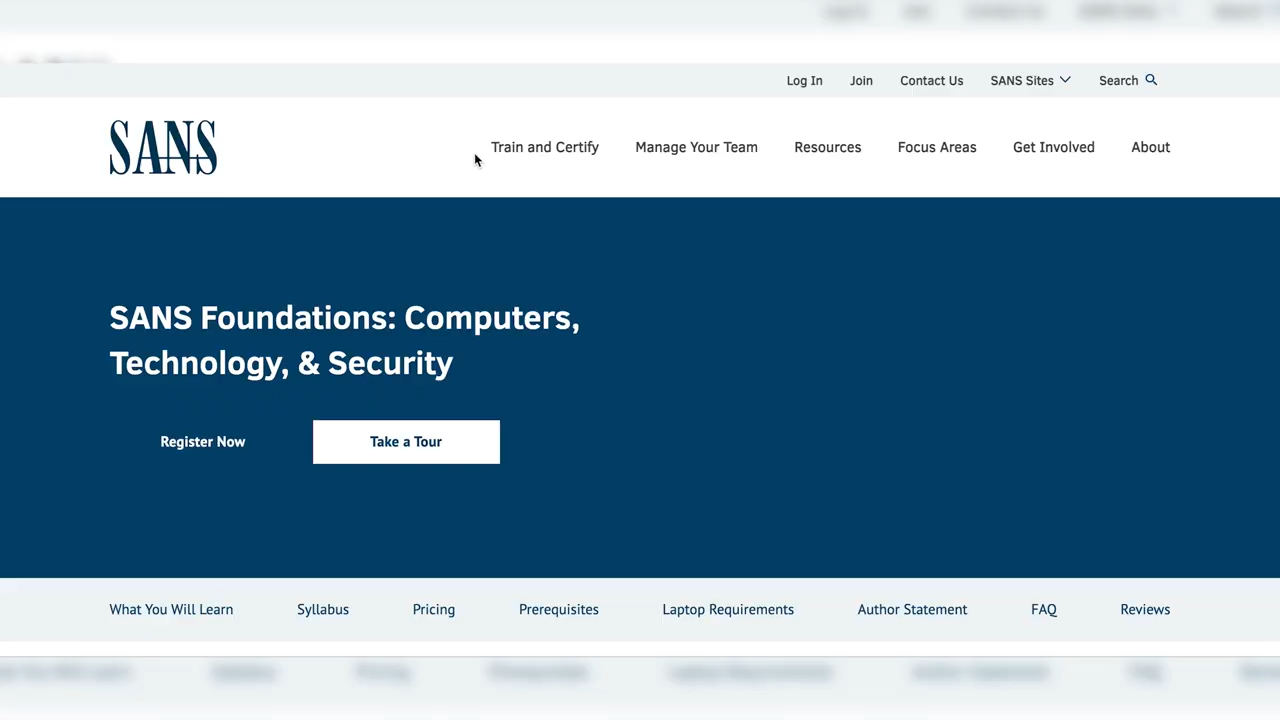 Log In Join Contact Us SANS Sites Search
SANS
Train and Certify Manage Your Team Resources Focus Areas Get Involved About
SANS Foundations: Computers,
Technology, & Security
Register Now Take a Tour
What You Will Learn Syllabus Pricing Prerequisites Laptop Requirements Author Statement FAQ Reviews